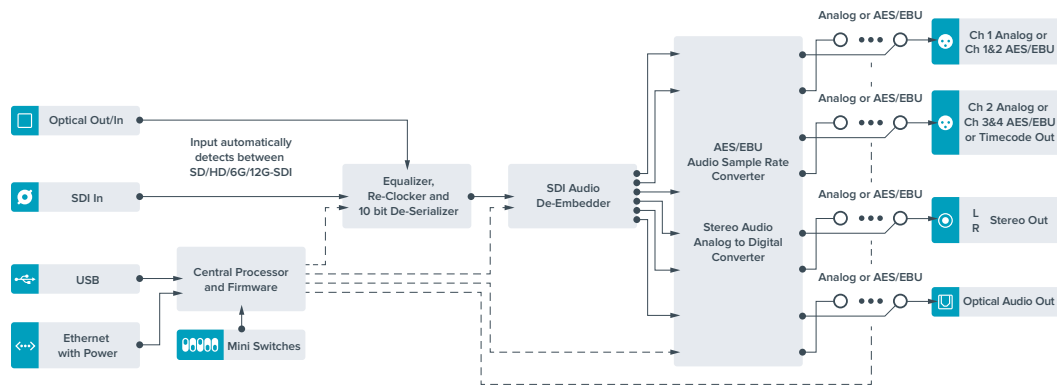 Analog or AES/EBU
Ch 1 Analog or
Ch 1&2 AES/EBU
Optical Out/In
Input automatically
detects between
SD/HD/6G/12G-SDI
Analog or AES/EBU
Ch 2 Analog or
Ch 3&4 AES/EBU
or Timecode Out
AES/EBU
Audio Sample Rate
Converter
SDI In
Equalizer,
Re-Clocker and
10 bit De-Serializer
SDI Audio
De-Embedder
Analog or AES/EBU
L
R
Stereo Out
Stereo Audio
Analog to Digital
Converter
USB
Central Processor
and Firmware
Analog or AES/EBU
Optical Audio Out
Ethernet
with Power
Mini Switches